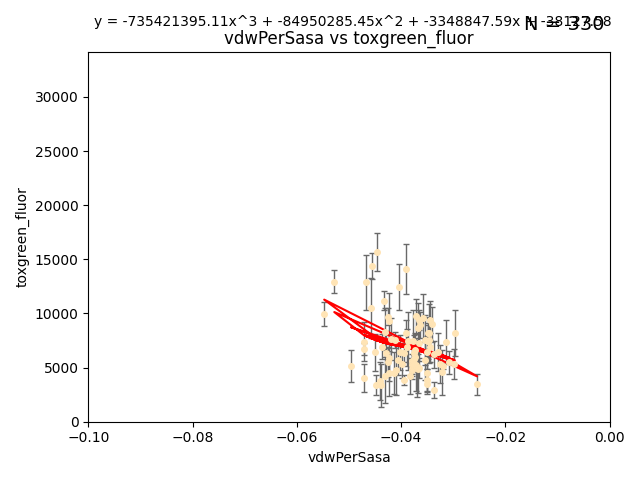 y = -735421395.11x^3 + -84950285.45x^2 + -3348847.59x + -38127.58
N = 330
vdwPerSasa vs toxgreen_fluor
toxgreen_fluor
30000
25000
20000
15000
10000
5000
0
−0.10 −0.08 −0.06 −0.04 −0.02 0.00
vdwPerSasa